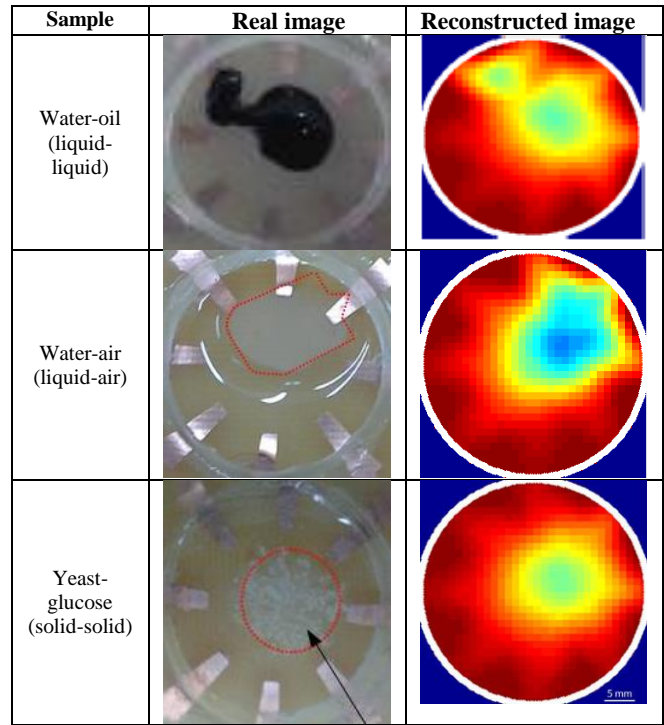 Sample Real image Reconstructed image
Water-oil
(liquid-
liquid)
Water-air
(liquid-air)
Yeast-
glucose
(solid-solid)
5 mm